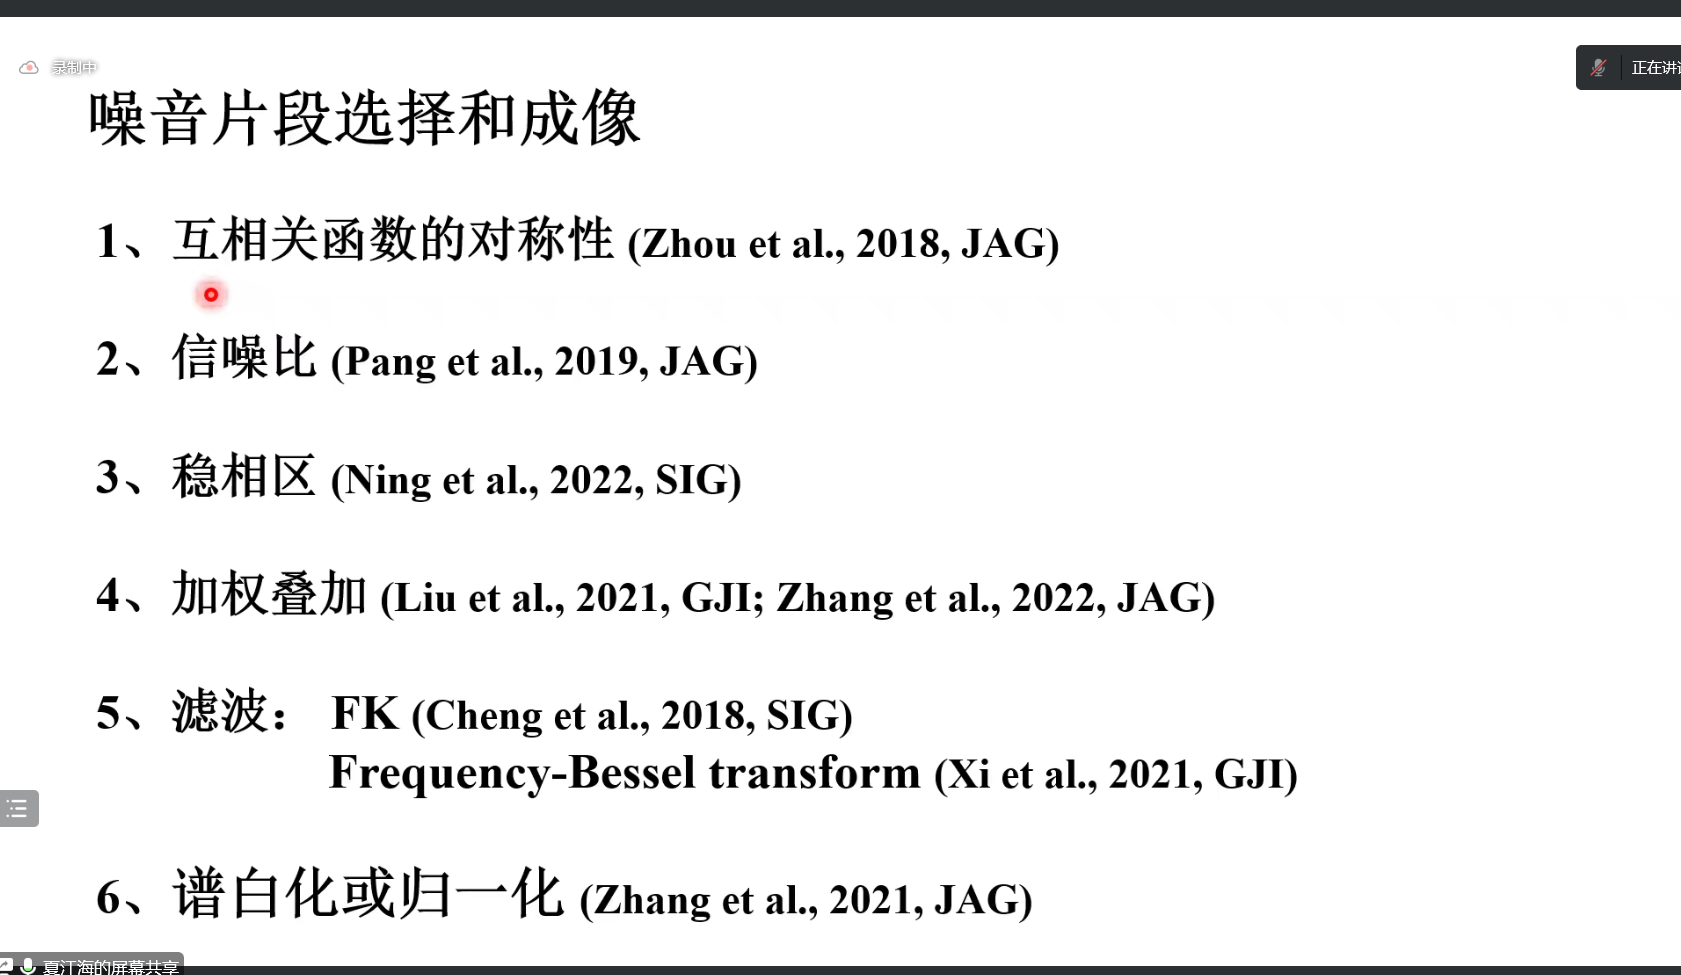 录制中
正在讲
噪音片段选择和成像
1、互相关函数的对称性 (Zhou et al., 2018, JAG)
2、信噪比 (Pang et al., 2019, JAG)
3、稳相区 (Ning et al., 2022, SIG)
4、加权叠加 (Liu et al., 2021, GJI; Zhang et al., 2022, JAG)
5、滤波： FK (Cheng et al., 2018, SIG)
Frequency-Bessel transform (Xi et al., 2021, GJI)
6、谱白化或归一化 (Zhang et al., 2021, JAG)
夏江海的屏幕共享